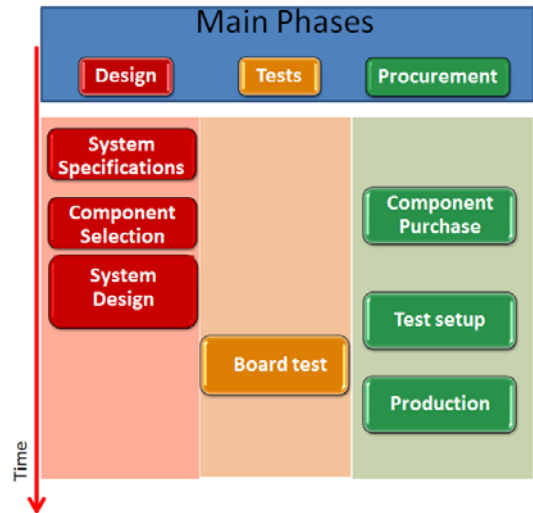 Main Phases
Design
Tests
Procurement
System
Specifications
Component
Selection
Component
Purchase
System
Design
Test setup
Board test
Production
Time